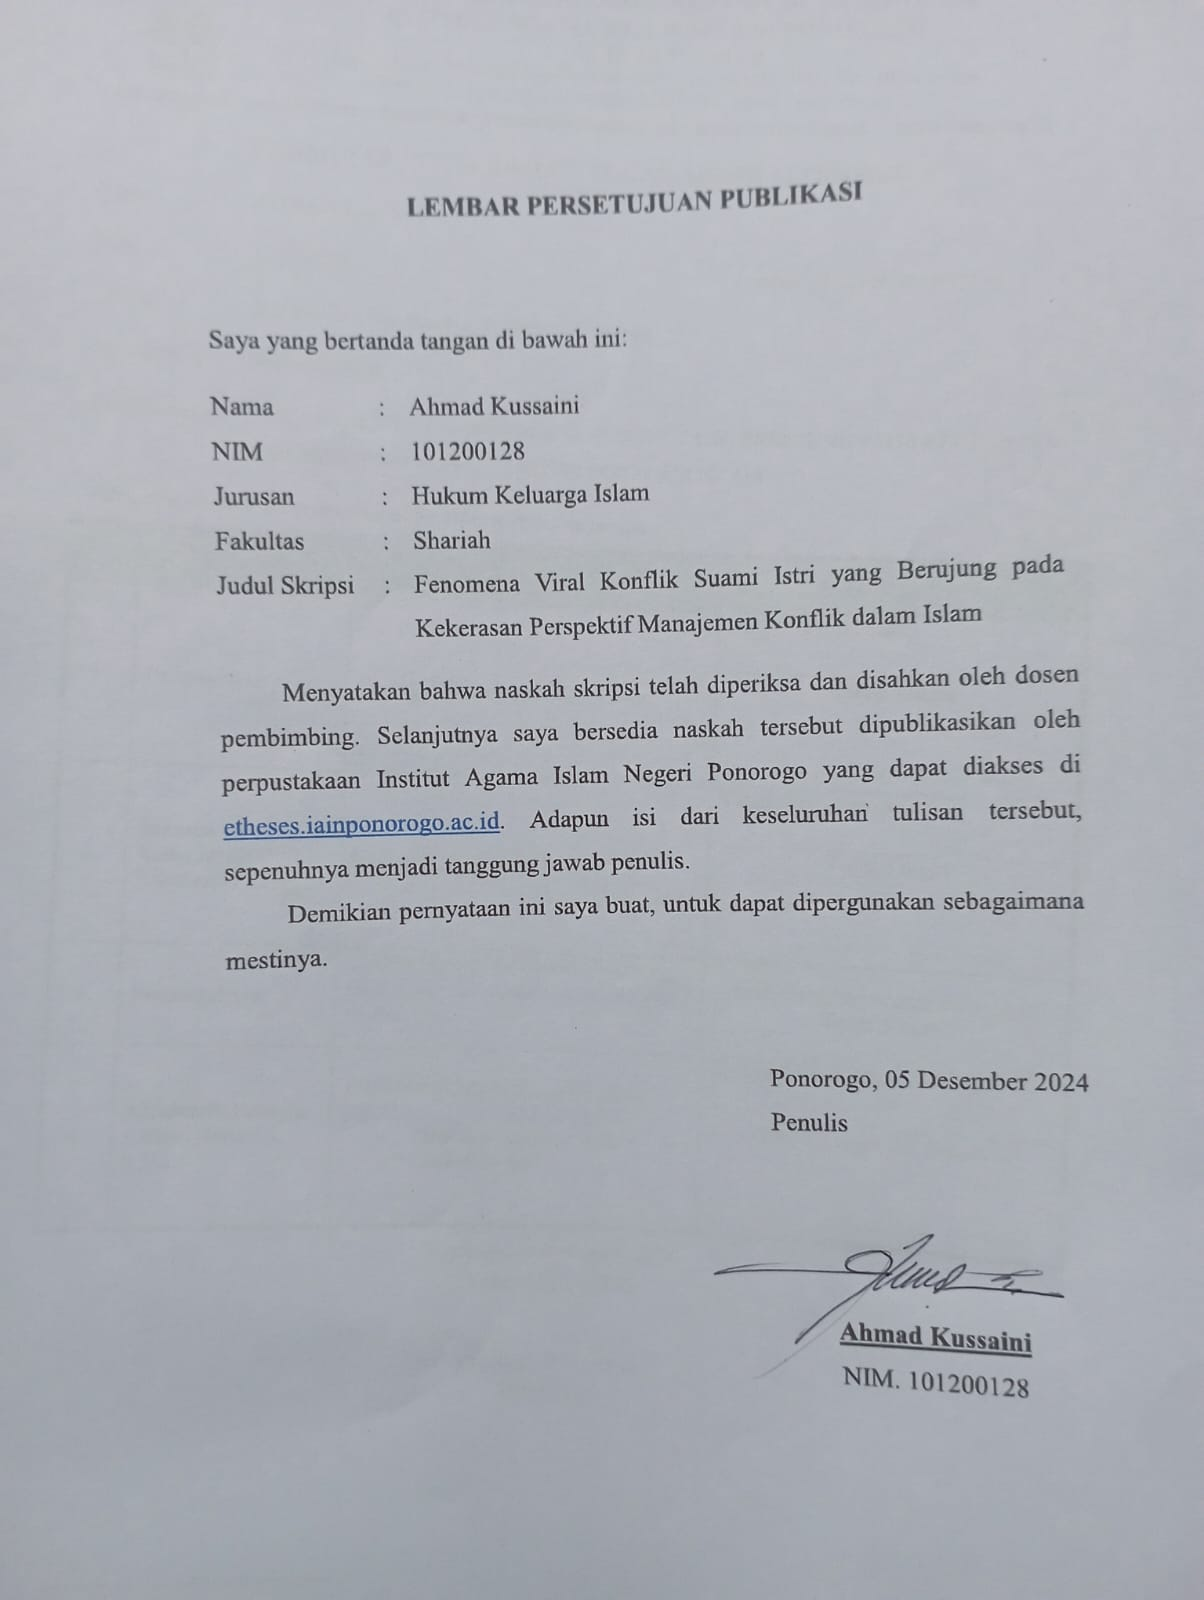 LEMBAR PERSETUJUAN PUBLIKASI
Saya yang bertanda tangan di bawah ini:
Nama : Ahmad Kussaini
NIM : 101200128
Jurusan : Hukum Keluarga Islam
Fakultas : Shariah
Judul Skripsi : Fenomena Viral Konflik Suami Istri yang Berujung pada
Kekerasan Perspektif Manajemen Konflik dalam Islam
Menyatakan bahwa naskah skripsi telah diperiksa dan disahkan oleh dosen
pembimbing. Selanjutnya saya bersedia naskah tersebut dipublikasikan oleh
perpustakaan Institut Agama Islam Negeri Ponorogo yang dapat diakses di
etheses.iainponorogo.ac.id. Adapun isi dari keseluruhan tulisan tersebut,
sepenuhnya menjadi tanggung jawab penulis.
Demikian pernyataan ini saya buat, untuk dapat dipergunakan sebagaimana
mestinya.
Ponorogo, 05 Desember 2024
Penulis
Ahmad Kussaini
NIM. 101200128